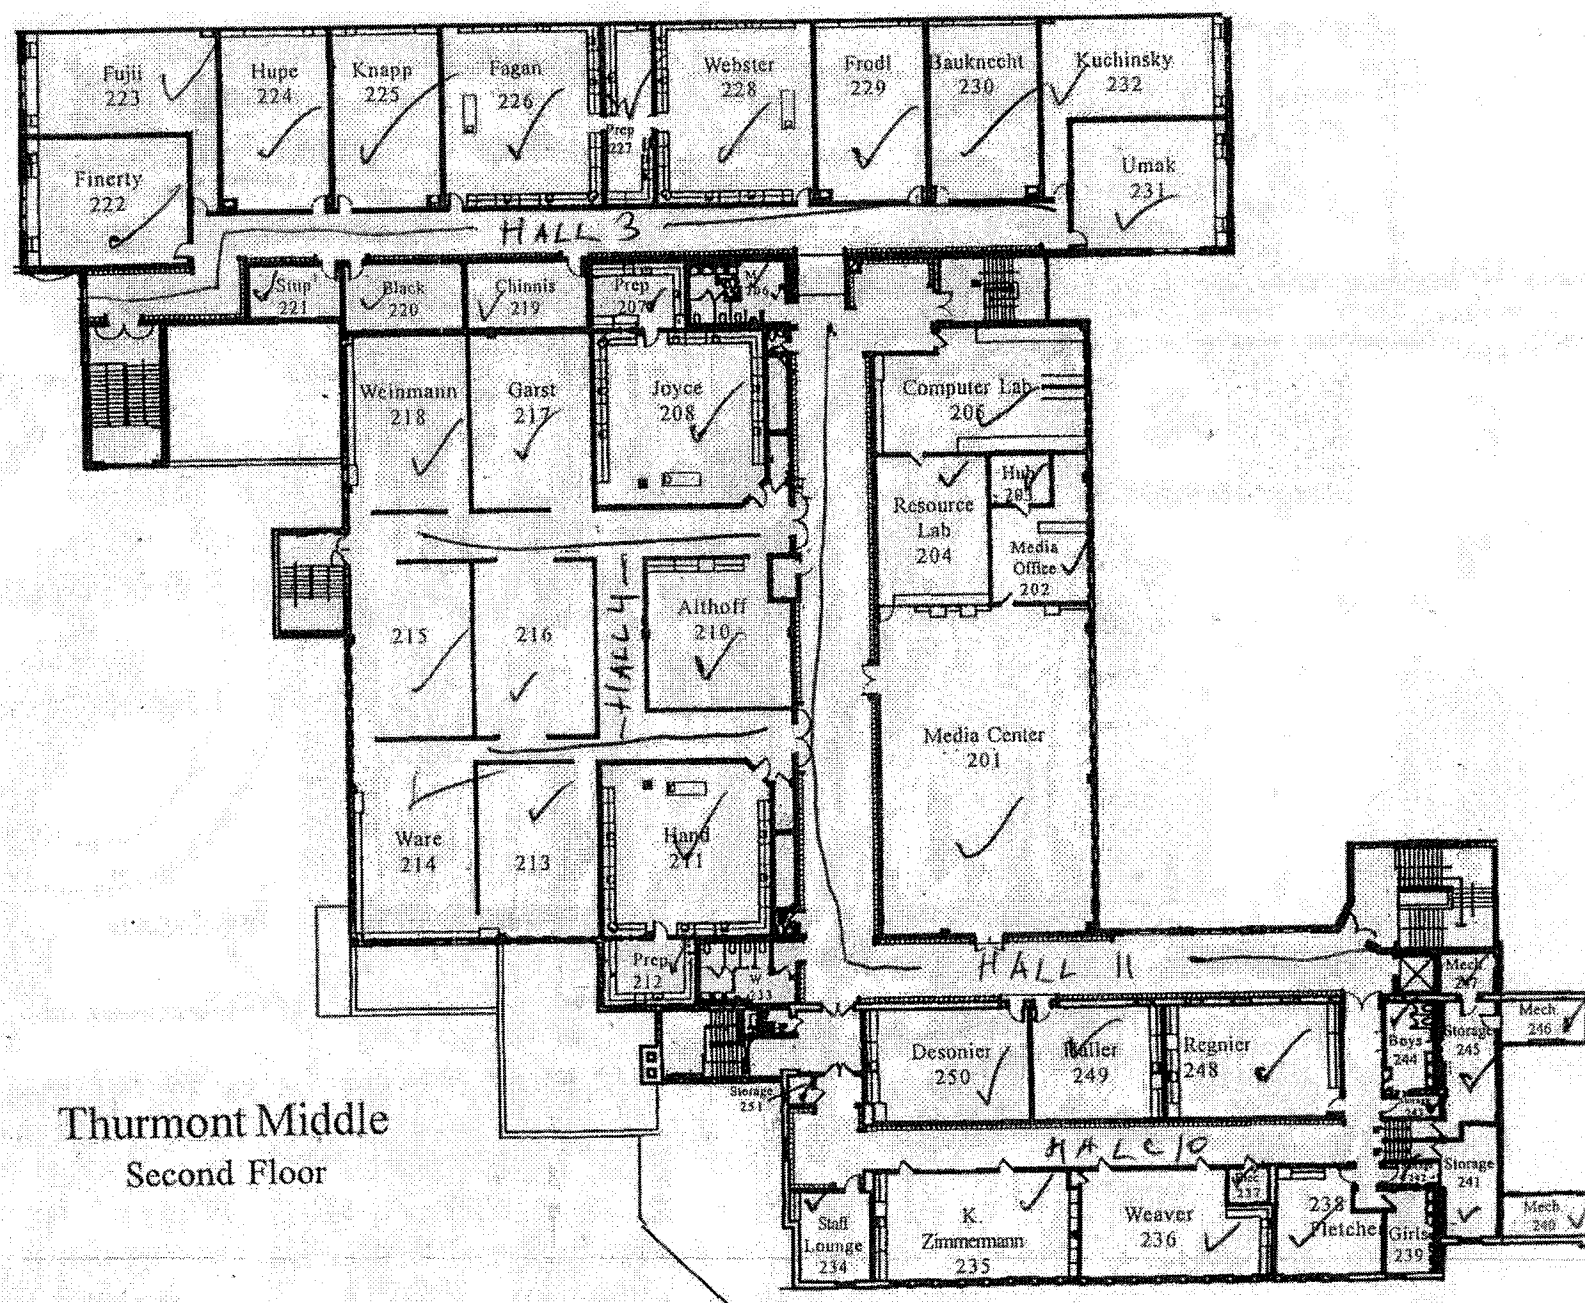 Fujii
223
Hupe
224
Knapp
225
Fagan
226
Prep
227
Webster
228
Frodl
229
Bauknecht
230
Kuchinsky
232
Finerty
222
Umak
231
HALL 3
Stup
221
Black
220
Chinnis
219
Prep
207
M
Weinmann
218
Garst
217
Joyce
208
Computer Lab
206
Hub
203
Resource
Lab
204
Media
Office
202
215
216
HALL 4
Althoff
210
Media Center
201
Ware
214
213
Hand
211
Prep
212
W
HALL 11
Mech
Mech
246
Storage
245
Boys
244
Desonier
250
249
Regnier
248
Storage
251
HALL 10
Thurmont Middle
Second Floor
Storage
241
Mech
240
Staff
Lounge
234
K.
Zimmermann
235
Weaver
236
237
238
Fletcher
Girls
239